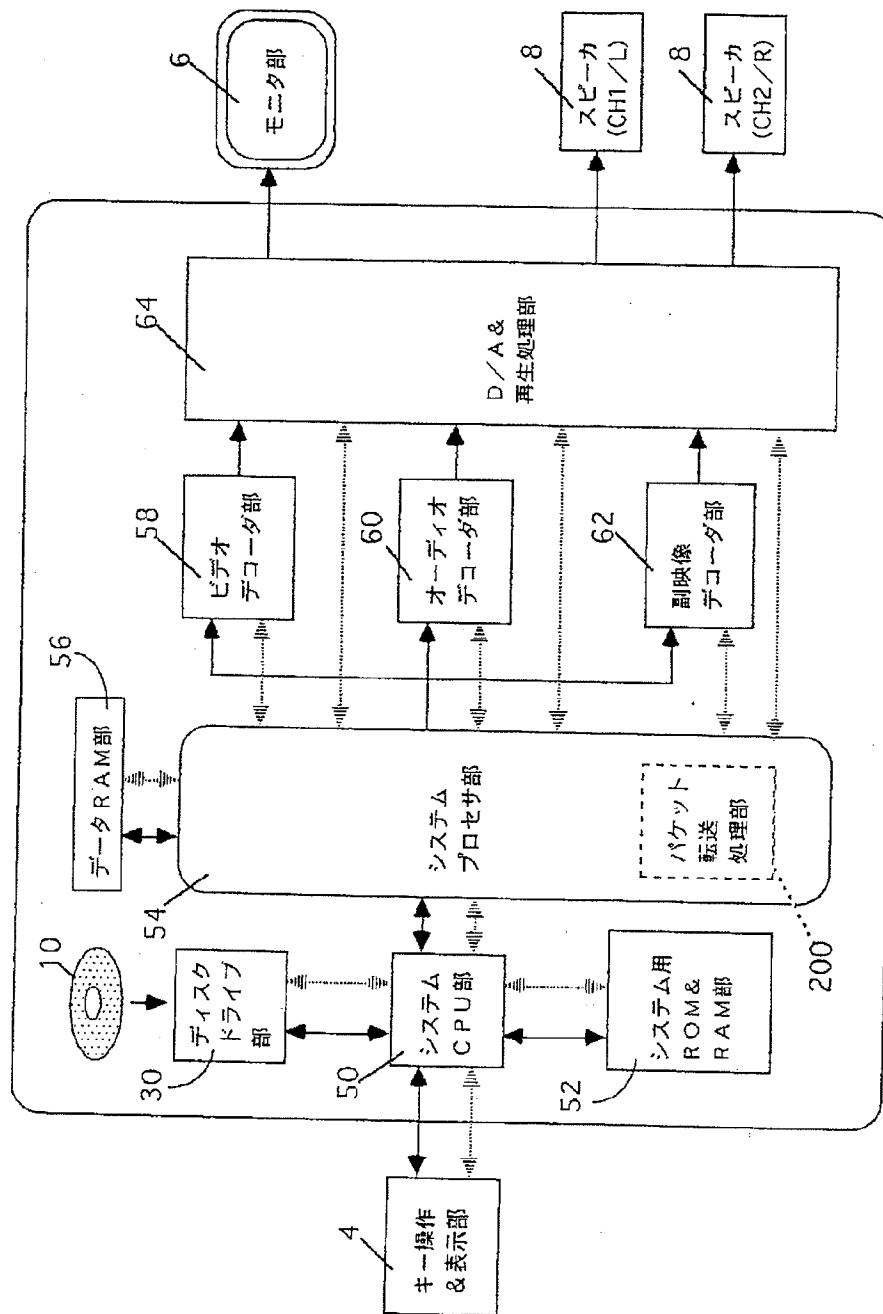 4
キー操作
&表示部
10
30
ディスク
ドライブ
部
50
システム
CPU部
52
システム用
ROM&
RAM部
56
データRAM部
54
システム
プロセサ部
パケット
転送
処理部
200
58
ビデオ
デコーダ部
60
オーディオ
デコーダ部
62
副映像
デコーダ部
64
D/A&
再生処理部
6
モニタ部
8
スピーカ
(CH1/L)
8
スピーカ
(CH2/R)